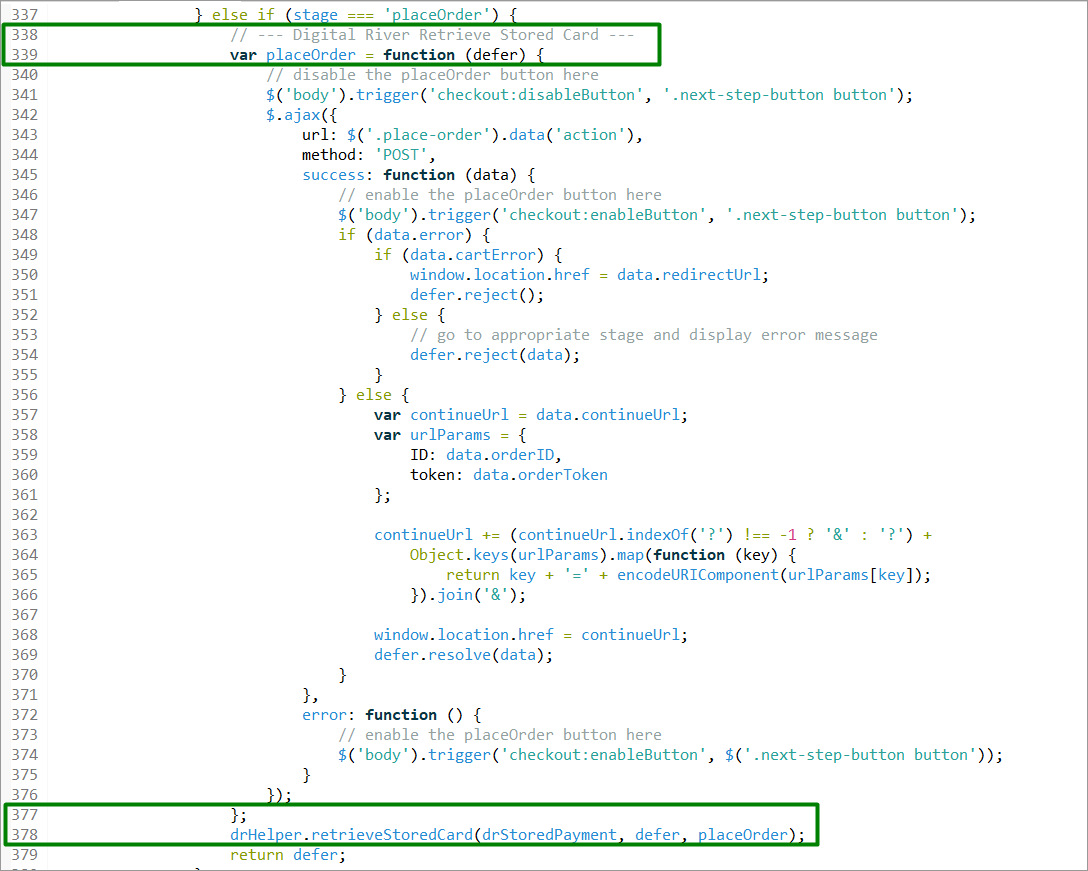 337 } else if (stage === 'placeOrder') {
338 // --- Digital River Retrieve Stored Card ---
339 var placeOrder = function (defer) {
340 // disable the placeOrder button here
341 $('body').trigger('checkout:disableButton', '.next-step-button button');
342 $.ajax({
343 url: $('.place-order').data('action'),
344 method: 'POST',
345 success: function (data) {
346 // enable the placeOrder button here
347 $('body').trigger('checkout:enableButton', '.next-step-button button');
348 if (data.error) {
349 if (data.cartError) {
350 window.location.href = data.redirectUrl;
351 defer.reject();
352 } else {
353 // go to appropriate stage and display error message
354 defer.reject(data);
355 }
356 } else {
357 var continueUrl = data.continueUrl;
358 var urlParams = {
359 ID: data.orderID,
360 token: data.orderToken
361 };
362
363 continueUrl += (continueUrl.indexOf('?') !== -1 ? '&' : '?') +
364 Object.keys(urlParams).map(function (key) {
365 return key + '=' + encodeURIComponent(urlParams[key]);
366 }).join('&');
367
368 window.location.href = continueUrl;
369 defer.resolve(data);
370 }
371 },
372 error: function () {
373 // enable the placeOrder button here
374 $('body').trigger('checkout:enableButton', $('.next-step-button button'));
375 }
376 });
377 };
378 drHelper.retrieveStoredCard(drStoredPayment, defer, placeOrder);
379 return defer;